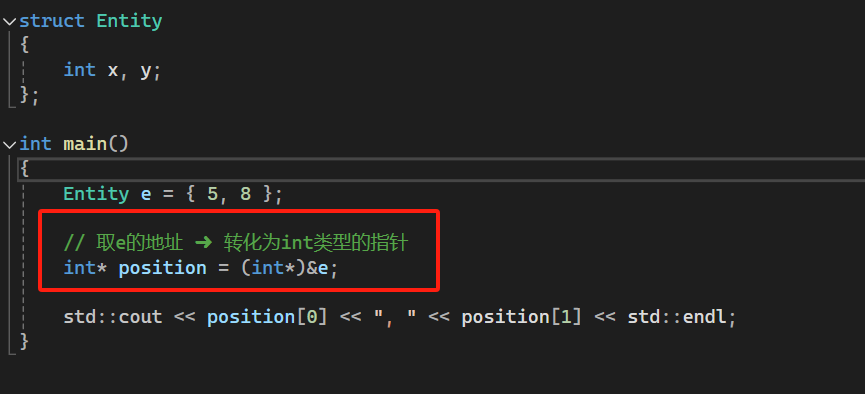 struct Entity
{
    int x, y;
};
int main()
{
    Entity e = { 5, 8 };
    // 取e的地址 ➜ 转化为int类型的指针
    int* position = (int*)&e;
    std::cout << position[0] << ", " << position[1] << std::endl;
}